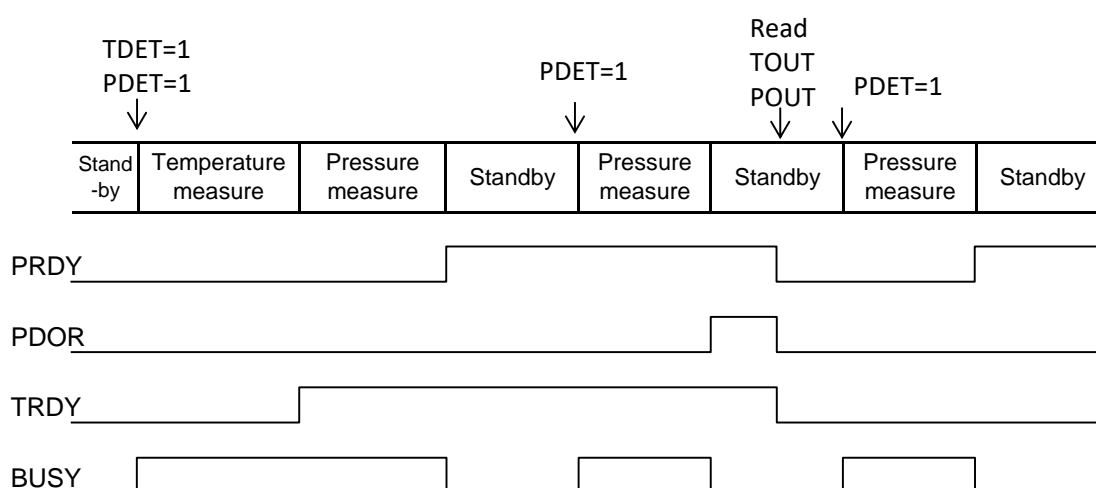 TDET=1
PDET=1
PDET=1
Read
TOUT
POUT
PDET=1
Stand
-by
Temperature
measure
Pressure
measure
Standby
Pressure
measure
Standby
Pressure
measure
Standby
PRDY
PDOR
TRDY
BUSY